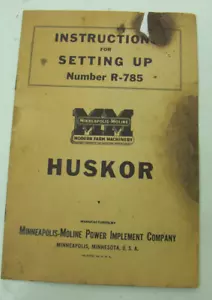 INSTRUCTIONS
FOR
SETTING UP
Number R-785
MM
MINNEAPOLIS-MOLINE
MODERN FARM MACHINERY
HUSKOR
MANUFACTURED BY
MINNEAPOLIS-MOLINE POWER IMPLEMENT COMPANY
MINNEAPOLIS, MINNESOTA, U. S. A.